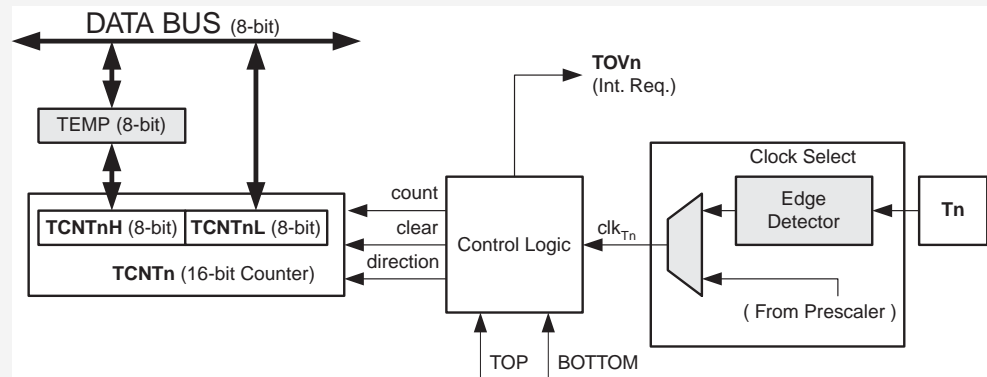 DATA BUS (8-bit)
TOVn
(Int. Req.)
TEMP (8-bit)
Clock Select
Edge
Detector
Tn
count
TCNTnH (8-bit) TCNTnL (8-bit)
clear
Control Logic
clkTn
TCNTn (16-bit Counter)
direction
( From Prescaler )
TOP
BOTTOM